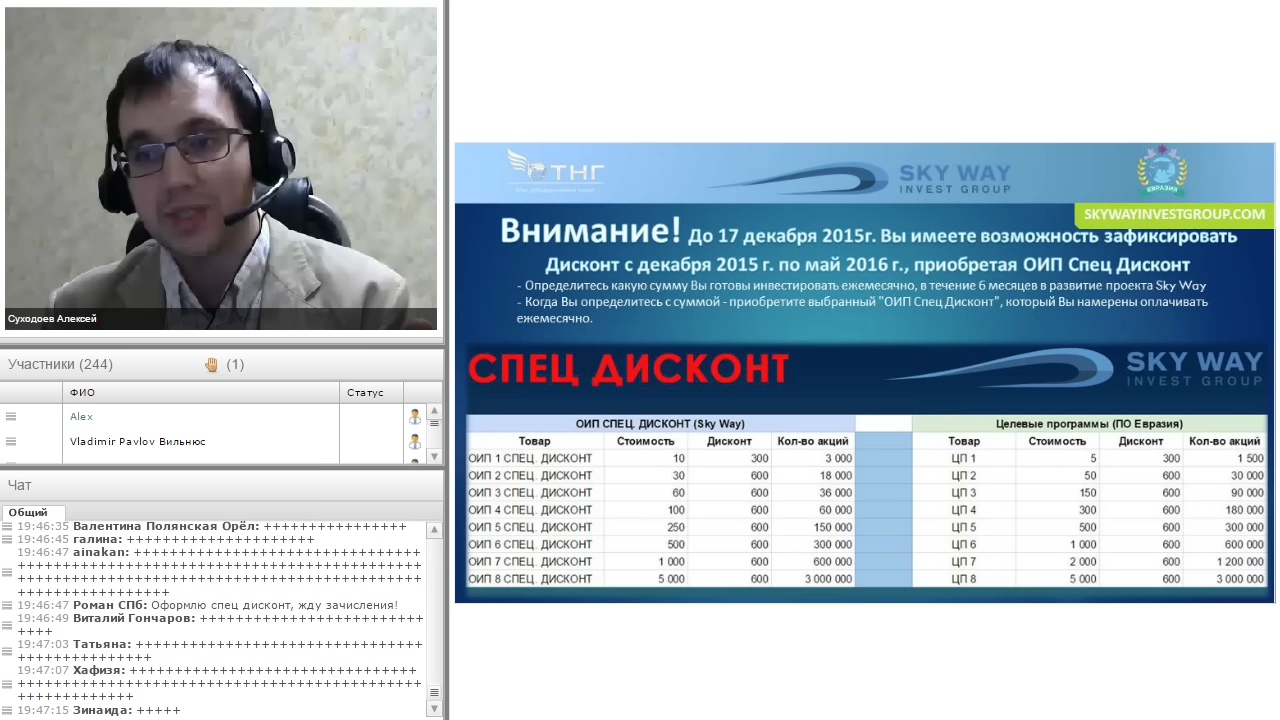 Суходоев Алексей
Участники (244)
(1)
ФИО Статус
Alex
Vladimir Pavlov Вильнюс
Чат
Общий
19:46:35 Валентина Полянская Орёл: ++++++++++++++++
19:46:45 галина: +++++++++++++++++++++
19:46:47 ainakan: ++++++++++++++++++++++++++++++++
+++++++++++++++++++++++++++++++++++++++++++++
+++++++++++++++++++++++++++++++++++++++++++++
+++++++++++++++++
19:46:47 Роман СПб: Оформлю спец дисконт, жду зачисления!
19:46:49 Виталий Гончаров: +++++++++++++++++++++++++
++++
19:47:03 Татьяна: ++++++++++++++++++++++++++++++++
+++++++++++++++
19:47:07 Хафизя: ++++++++++++++++++++++++++++++++
+++++++++++++++++++++++++++++++++++++++++++++
+++++++++++++
19:47:15 Зинаида: +++++
ТНГ
SKY WAY
INVEST GROUP
ЕВРАЗИЯ
SKYWAYINVESTGROUP.COM
Внимание! До 17 декабря 2015г. Вы имеете возможность зафиксировать
Дисконт с декабря 2015 г. по май 2016 г., приобретая ОИП Спец Дисконт
- Определитесь какую сумму Вы готовы инвестировать ежемесячно, в течение 6 месяцев в развитие проекта Sky Way
- Когда Вы определитесь с суммой - приобретите выбранный "ОИП Спец Дисконт", который Вы намерены оплачивать
ежемесячно.
СПЕЦ ДИСКОНТ
SKY WAY
INVEST GROUP
ОИП СПЕЦ. ДИСКОНТ (Sky Way) Целевые программы (ПО Евразия)
Товар Стоимость Дисконт Кол-во акций Товар Стоимость Дисконт Кол-во акций
ОИП 1 СПЕЦ. ДИСКОНТ 10 300 3 000 ЦП 1 5 300 1 500
ОИП 2 СПЕЦ. ДИСКОНТ 30 600 18 000 ЦП 2 50 600 30 000
ОИП 3 СПЕЦ. ДИСКОНТ 60 600 36 000 ЦП 3 150 600 90 000
ОИП 4 СПЕЦ. ДИСКОНТ 100 600 60 000 ЦП 4 300 600 180 000
ОИП 5 СПЕЦ. ДИСКОНТ 250 600 150 000 ЦП 5 500 600 300 000
ОИП 6 СПЕЦ. ДИСКОНТ 500 600 300 000 ЦП 6 1 000 600 600 000
ОИП 7 СПЕЦ. ДИСКОНТ 1 000 600 600 000 ЦП 7 2 000 600 1 200 000
ОИП 8 СПЕЦ. ДИСКОНТ 5 000 600 3 000 000 ЦП 8 5 000 600 3 000 000